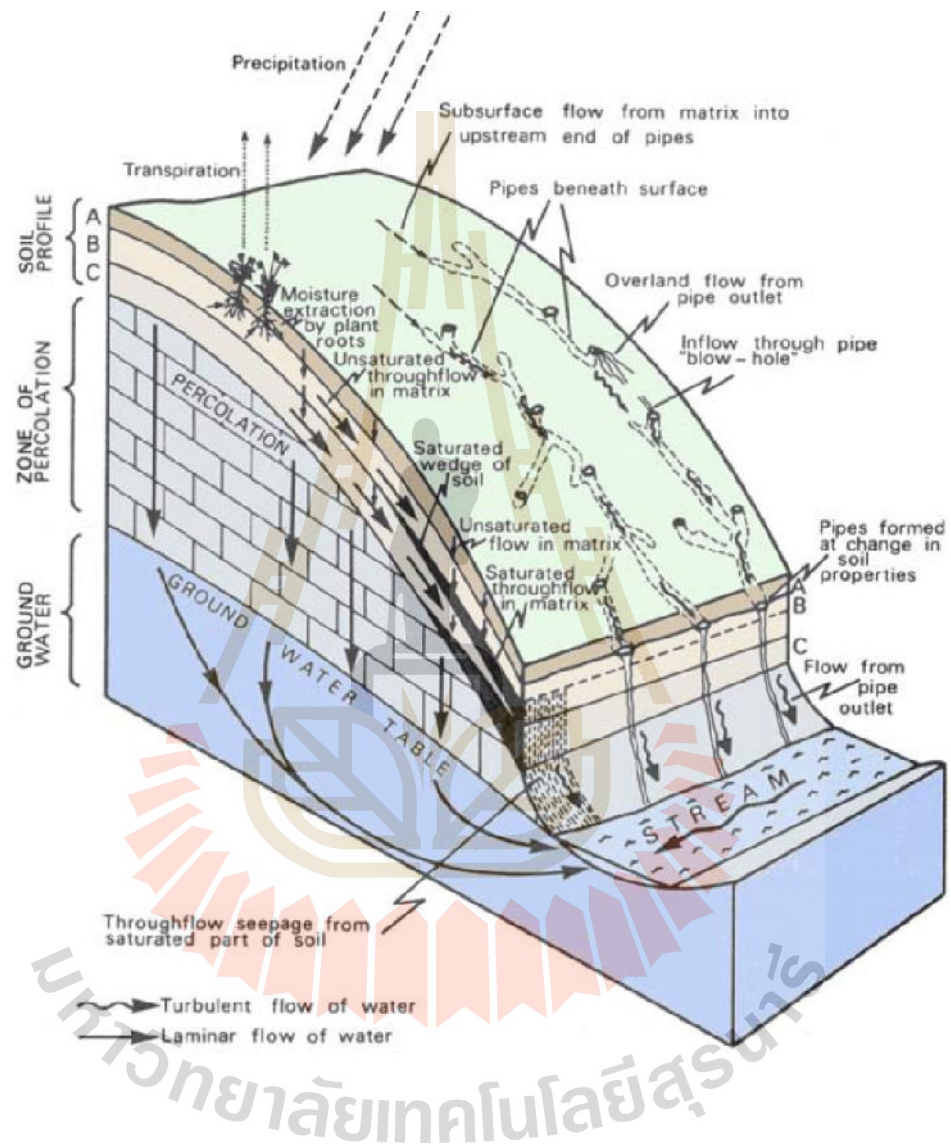 Precipitation
Subsurface flow from matrix into
upstream end of pipes
Transpiration
Pipes beneath surface
SOIL
PROFILE
A
B
C
Overland flow from
pipe outlet
Moisture
extraction
by plant
roots
Inflow through pipe
"blow-hole"
Unsaturated
throughflow
in matrix
ZONE OF
PERCOLATION
PERCOLATION
Saturated
wedge of
soil
Unsaturated
flow in matrix
Pipes formed
at change in
soil
properties
Saturated
throughflow
in matrix
A
B
C
GROUND
WATER
GROUND WATER TABLE
Flow from
pipe
outlet
STREAM
Throughflow seepage from
saturated part of soil
Turbulent flow of water
Laminar flow of water
มหาวิทยาลัยเทคโนโลยีสุรนารี